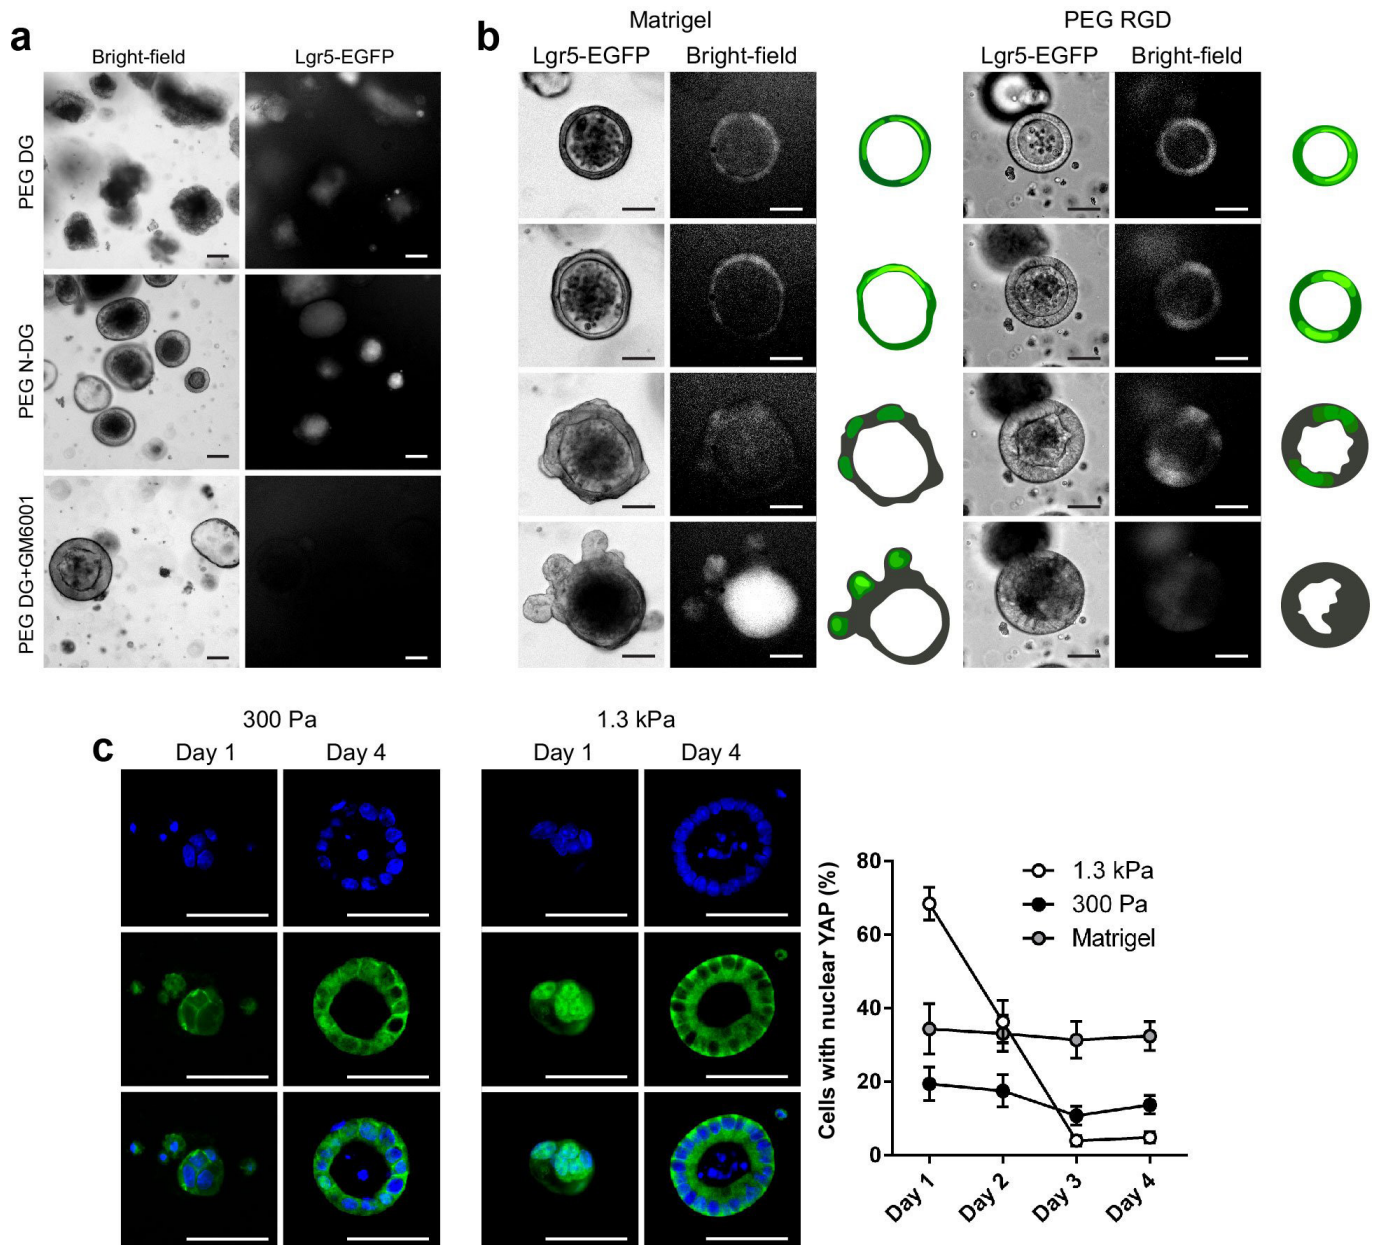 a
Bright-field
Lgr5-EGFP
PEG DG
PEG N-DG
PEG DG+GM6001
b
Matrigel
PEG RGD
Lgr5-EGFP
Bright-field
Lgr5-EGFP
Bright-field
c
300 Pa
1.3 kPa
Day 1
Day 4
Day 1
Day 4
Cells with nuclear YAP (%)
80
60
40
20
0
1.3 kPa
300 Pa
Matrigel
Day 1
Day 2
Day 3
Day 4